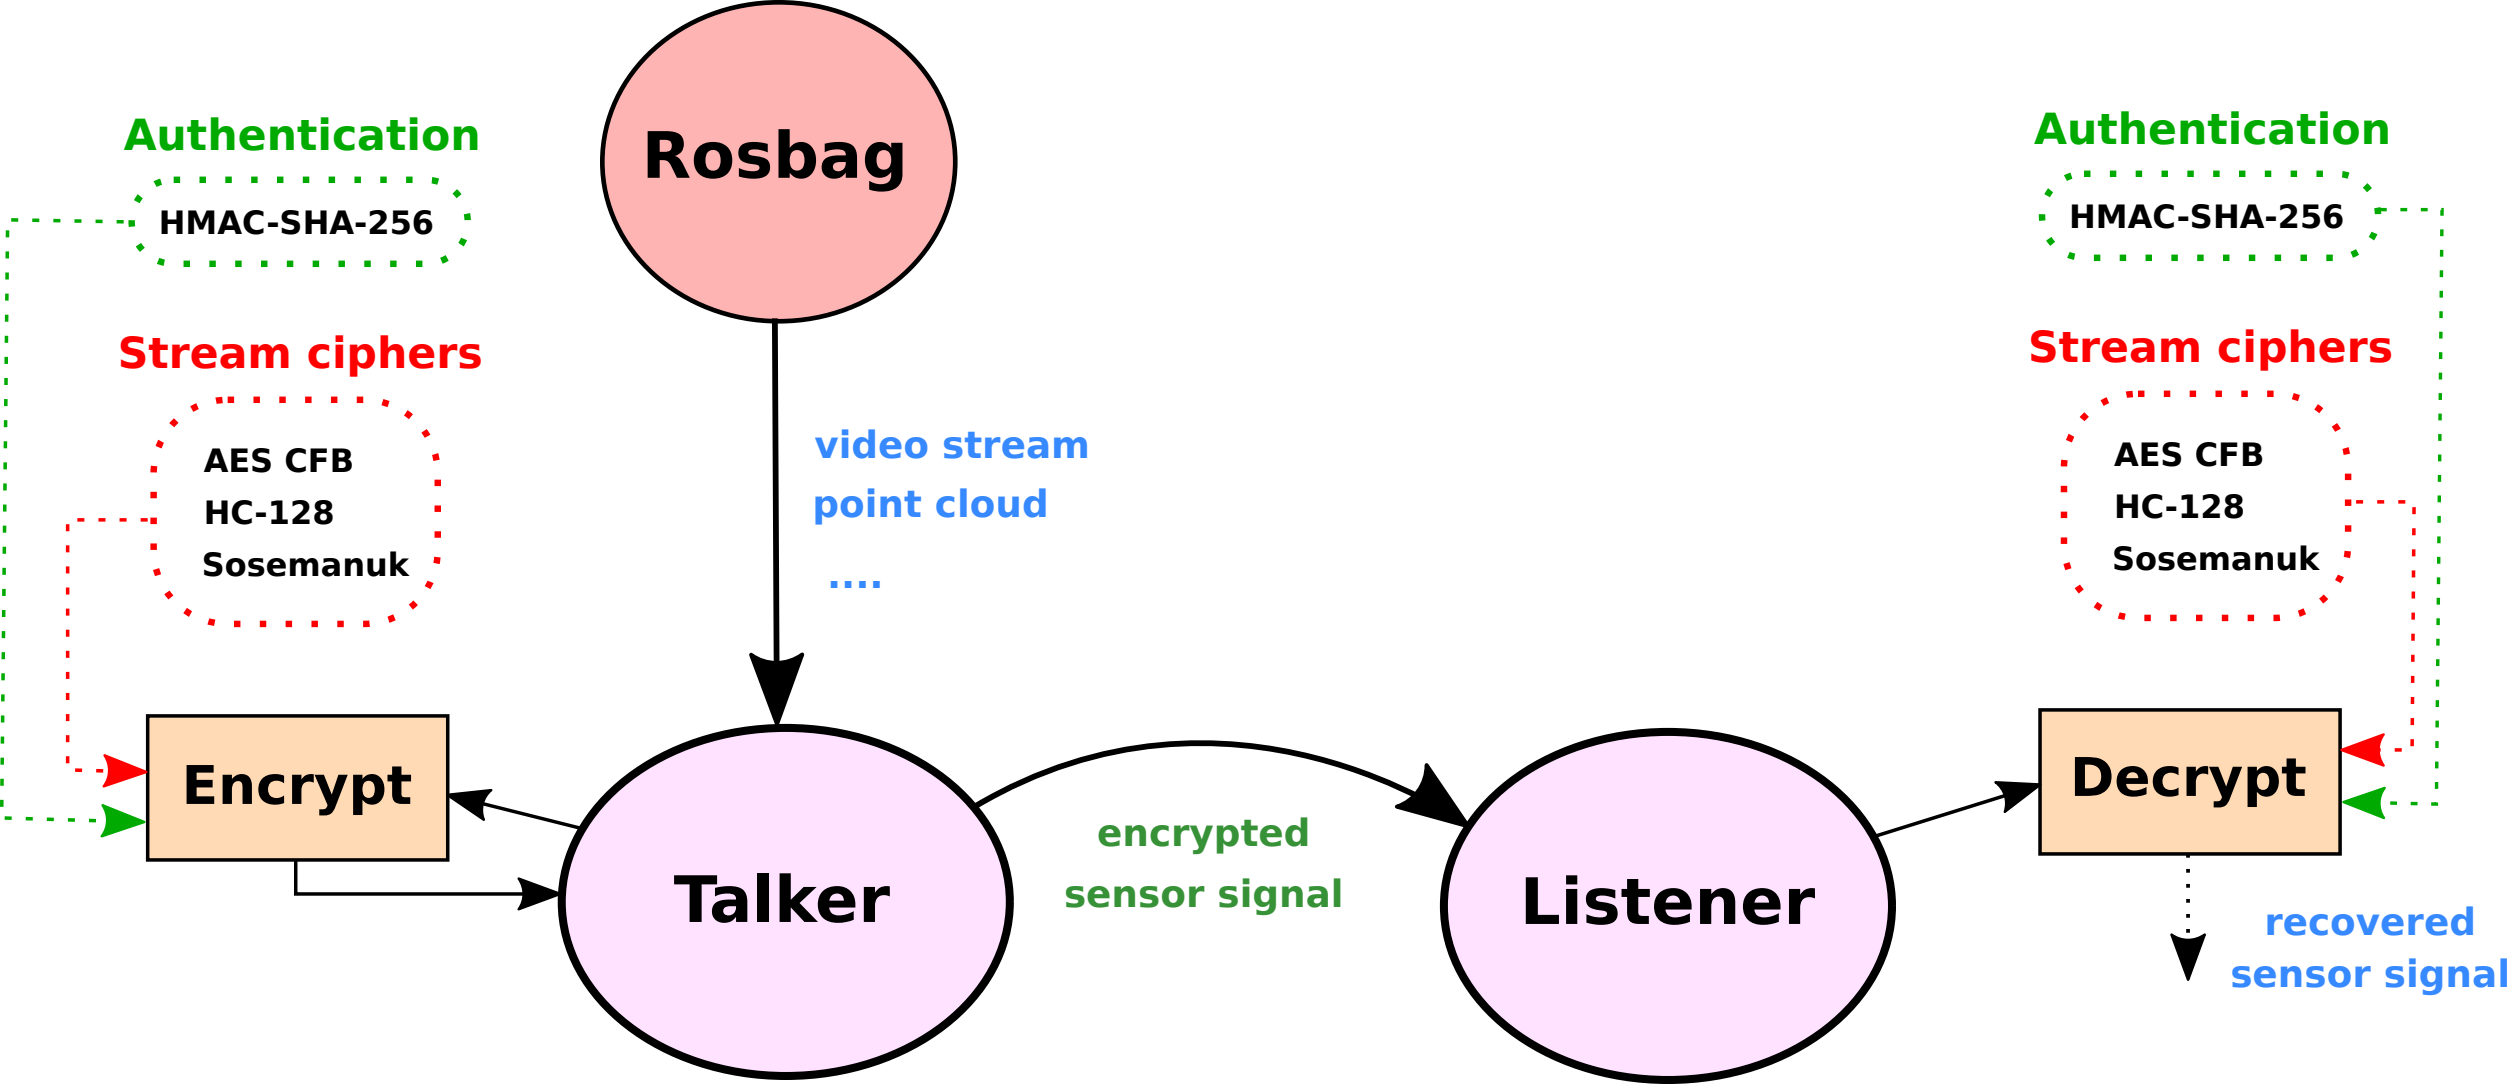 Rosbag
Authentication
HMAC-SHA-256
Stream ciphers
AES CFB
HC-128
Sosemanuk
Encrypt
video stream
point cloud
....
Talker
encrypted
sensor signal
Listener
Authentication
HMAC-SHA-256
Stream ciphers
AES CFB
HC-128
Sosemanuk
Decrypt
recovered
sensor signal